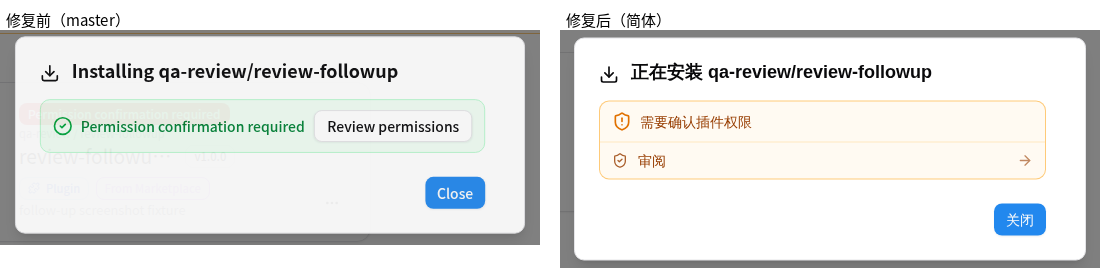 修复前（master）
Installing qa-review/review-followup
Permission confirmation required
Review permissions
review-followu···
v1.0.0
Plugin
Close
修复后（简体）
正在安装 qa-review/review-followup
需要确认插件权限
审阅
关闭